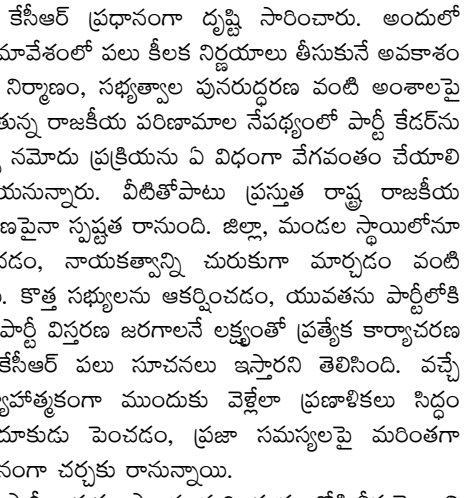 కేసీఆర్ ప్రధానంగా దృష్టి సారించారు. అందులో
మావేశంలో పలు కీలక నిర్ణయాలు తీసుకునే అవకాశం
నిర్మాణం, సభ్యత్వాల పునరుద్ధరణ వంటి అంశాలపై
తున్న రాజకీయ పరిణామాల నేపథ్యంలో పార్టీ కేడర్‌ను
నమోదు ప్రక్రియను ఏ విధంగా వేగవంతం చేయాలి
యనున్నారు. వీటితోపాటు ప్రస్తుత రాష్ట్ర రాజకీయ
ణపైనా స్పష్టత రానుంది. జిల్లా, మండల స్థాయిలోనూ
చడం, నాయకత్వాన్ని చురుకుగా మార్చడం వంటి
. కొత్త సభ్యులను ఆకర్షించడం, యువతను పార్టీలోకి
పార్టీ విస్తరణ జరగాలనే లక్ష్యంతో ప్రత్యేక కార్యాచరణ
కేసీఆర్ పలు సూచనలు ఇస్తారని తెలిసింది. వచ్చే
్యహాత్మకంగా ముందుకు వెళ్లేలా ప్రణాళికలు సిద్ధం
దూకుడు పెంచడం, ప్రజా సమస్యలపై మరింతగా
నంగా చర్చకు రానున్నాయి.